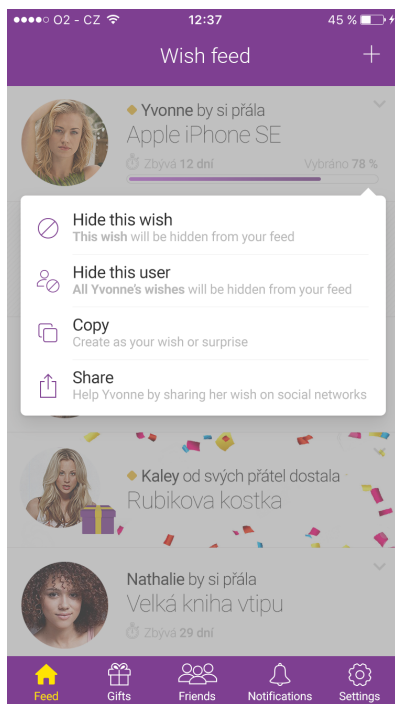 O2 - CZ 12:37 45 %
Wish feed
Yvonne by si přála
Apple iPhone SE
Zbývá 12 dní Vybráno 78 %
Hide this wish
This wish will be hidden from your feed
Hide this user
All Yvonne's wishes will be hidden from your feed
Copy
Create as your wish or surprise
Share
Help Yvonne by sharing her wish on social networks
Kaley od svých přátel dostala
Rubikova kostka
Nathalie by si přála
Velká kniha vtipu
Zbývá 29 dní
Feed Gifts Friends Notifications Settings